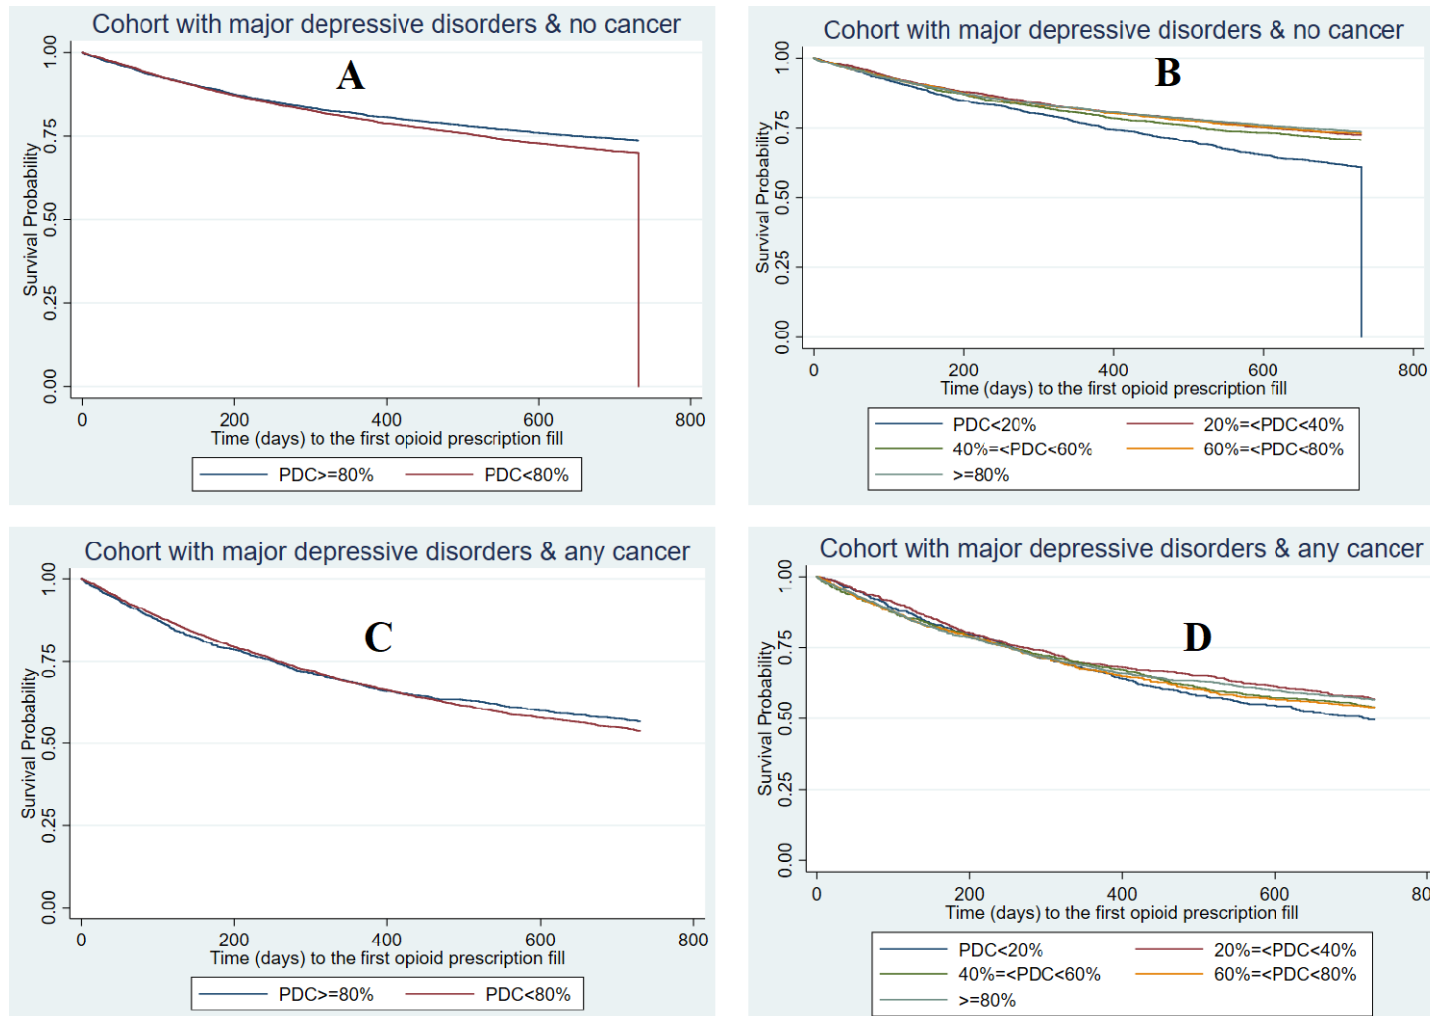 Cohort with major depressive disorders & no cancer
A
Survival Probability
1.00
0.75
0.50
0.25
0.00
0 200 400 600 800
Time (days) to the first opioid prescription fill
PDC>=80% PDC<80%
Cohort with major depressive disorders & no cancer
B
Survival Probability
1.00
0.75
0.50
0.25
0.00
0 200 400 600 800
Time (days) to the first opioid prescription fill
PDC<20% 20%=<PDC<40%
40%=<PDC<60% 60%=<PDC<80%
>=80%
Cohort with major depressive disorders & any cancer
C
Survival Probability
1.00
0.75
0.50
0.25
0.00
0 200 400 600 800
Time (days) to the first opioid prescription fill
PDC>=80% PDC<80%
Cohort with major depressive disorders & any cancer
D
Survival Probability
1.00
0.75
0.50
0.25
0.00
0 200 400 600 80
Time (days) to the first opioid prescription fill
PDC<20% 20%=<PDC<40%
40%=<PDC<60% 60%=<PDC<80%
>=80%